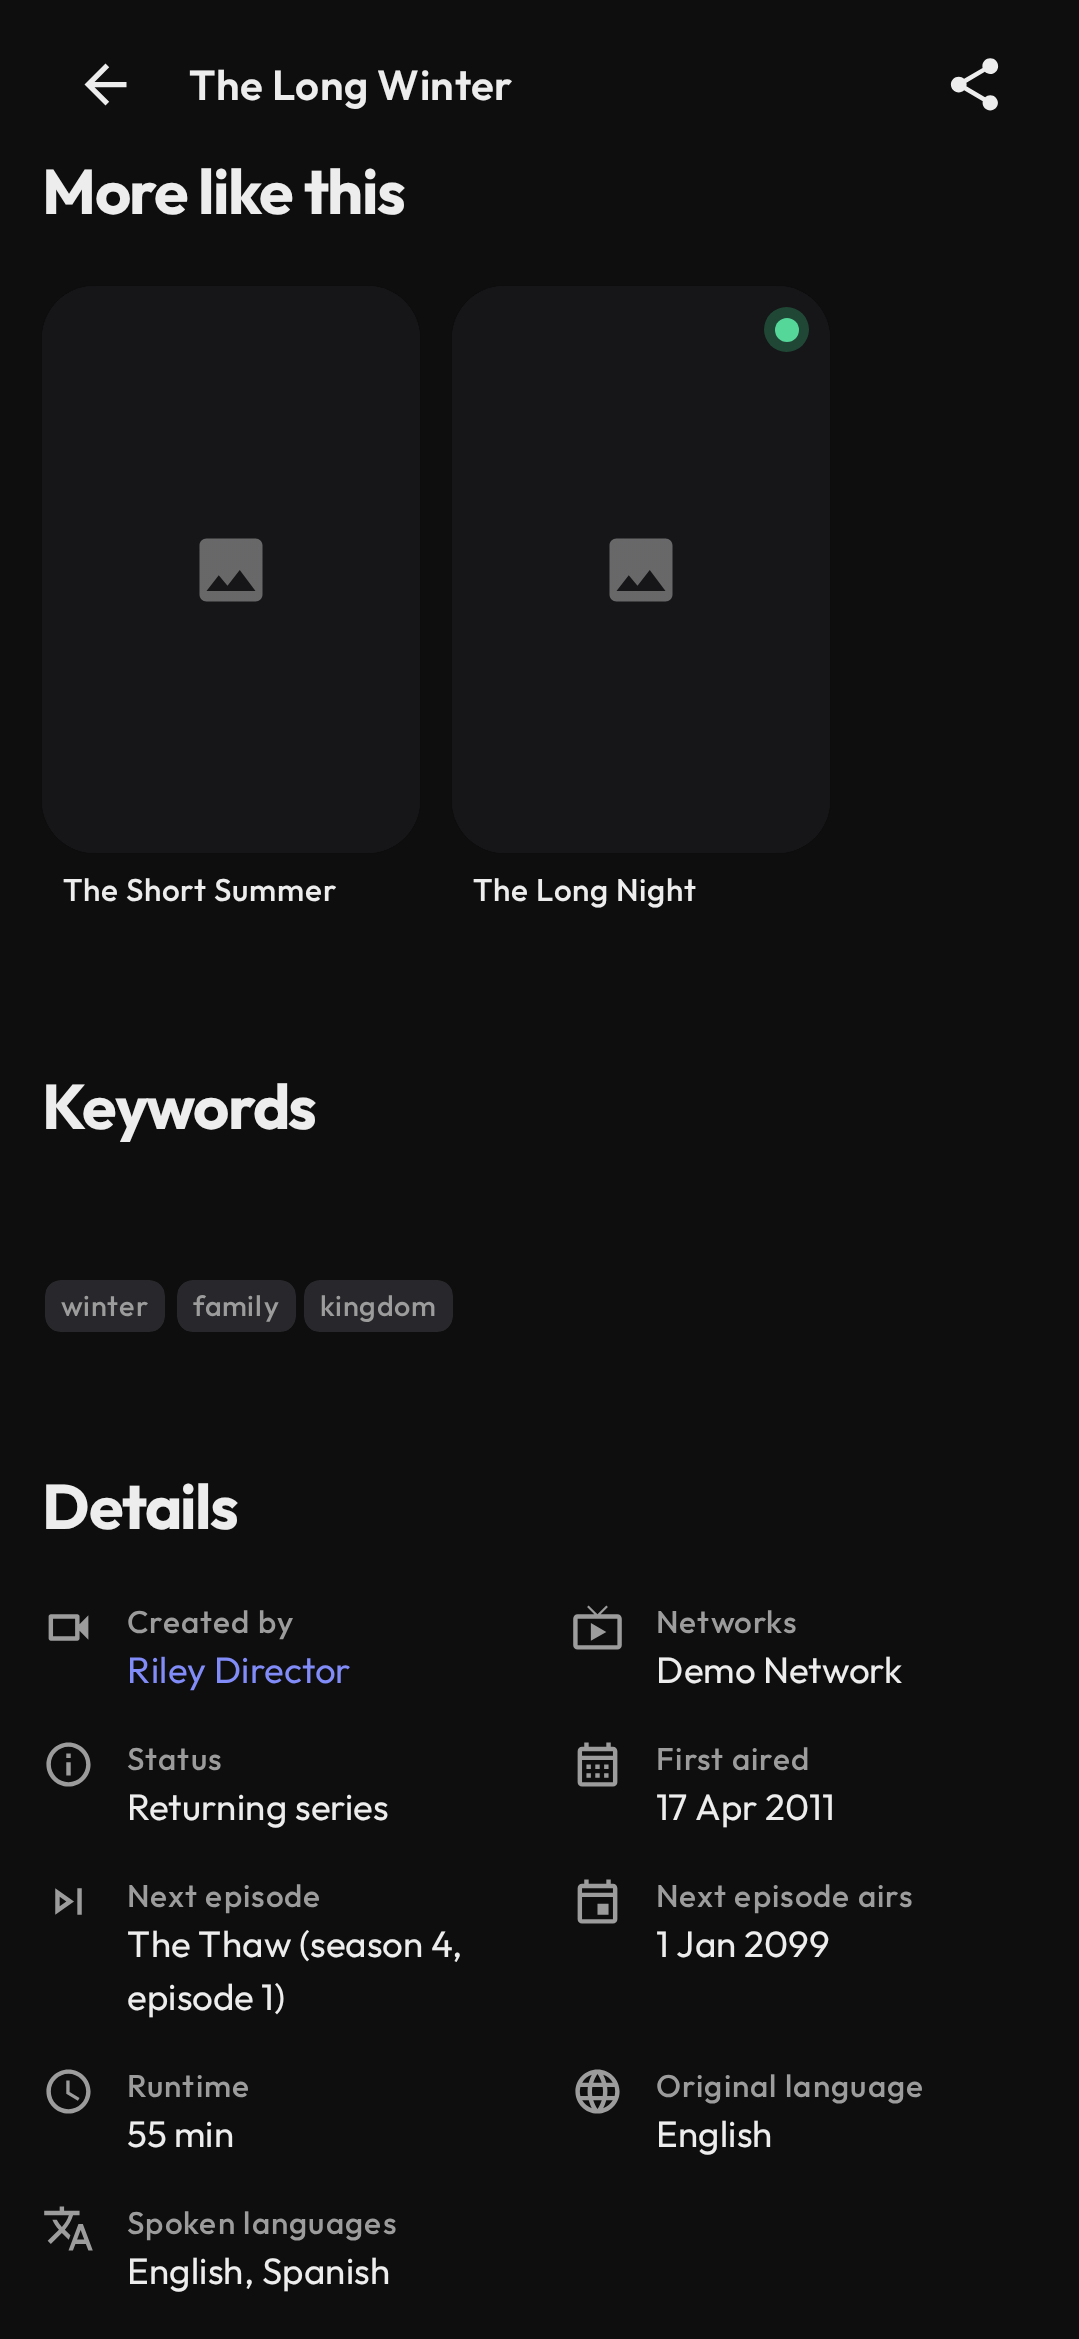 The Long Winter
More like this
The Short Summer
The Long Night
Keywords
winter
family
kingdom
Details
Created by
Riley Director
Networks
Demo Network
Status
Returning series
First aired
17 Apr 2011
Next episode
The Thaw (season 4,
episode 1)
Next episode airs
1 Jan 2099
Runtime
55 min
Original language
English
Spoken languages
English, Spanish